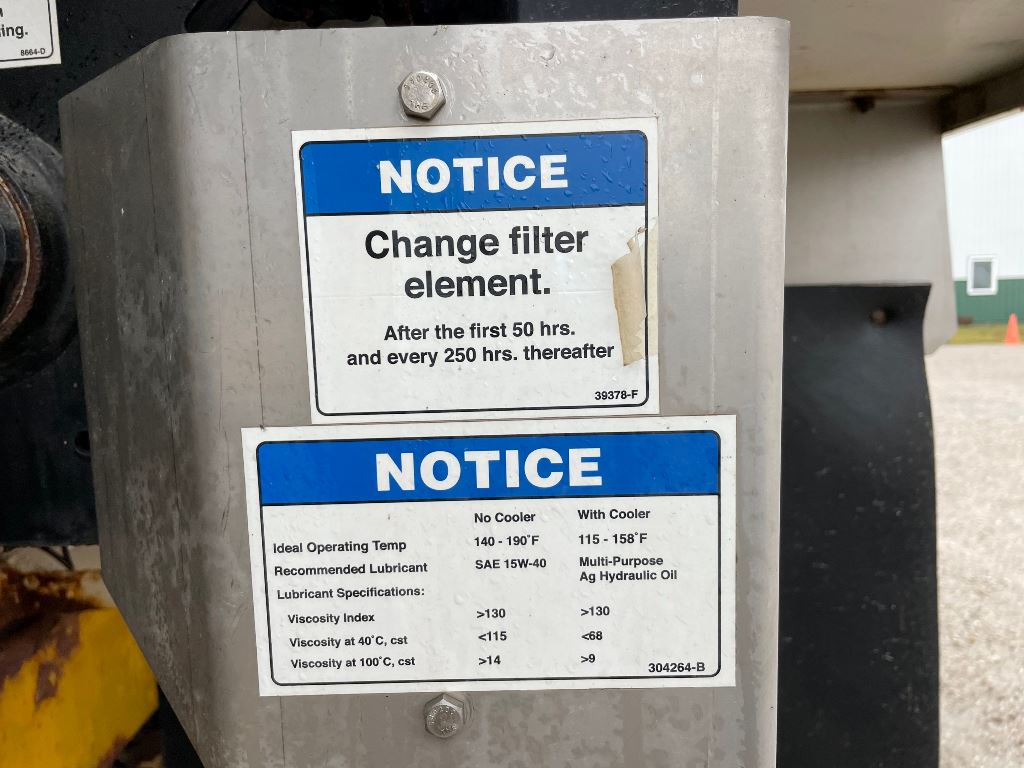 ing.
8664-D
NOTICE
Change filter
element.
After the first 50 hrs.
and every 250 hrs. thereafter
39378-F
NOTICE
No Cooler With Cooler
Ideal Operating Temp 140 - 190°F 115 - 158°F
Recommended Lubricant SAE 15W-40 Multi-Purpose
Ag Hydraulic Oil
Lubricant Specifications:
Viscosity Index >130 >130
Viscosity at 40°C, cst <115 <68
Viscosity at 100°C, cst >14 >9
304264-B